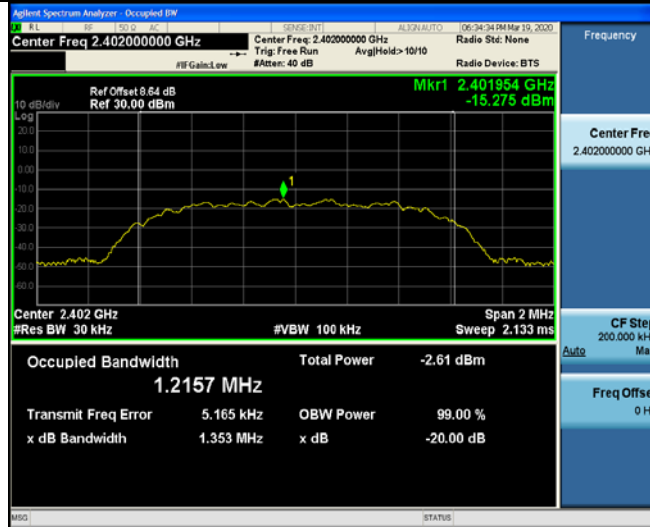 Agilent Spectrum Analyzer - Occupied BW
RL RF 50 Ω AC SENSE:INT ALIGN AUTO 06:34:34 PM Mar 19, 2020
Center Freq 2.402000000 GHz
Center Freq: 2.402000000 GHz
Radio Std: None
Trig: Free Run Avg|Hold:> 10/10
#IFGain:Low #Atten: 40 dB Radio Device: BTS
Frequency
Ref Offset 8.64 dB
10 dB/div Ref 30.00 dBm
Mkr1 2.401954 GHz
-15.275 dBm
Log
20.0
10.0
0.00
-10.0
-20.0
-30.0
-40.0
-50.0
-60.0
1
Center 2.402 GHz Span 2 MHz
#Res BW 30 kHz #VBW 100 kHz Sweep 2.133 ms
Occupied Bandwidth Total Power -2.61 dBm
1.2157 MHz
Transmit Freq Error 5.165 kHz OBW Power 99.00 %
x dB Bandwidth 1.353 MHz x dB -20.00 dB
Center Fre
2.402000000 GH
CF Ste
200.000 kH
Auto Ma
Freq Offse
0 H
MSG STATUS